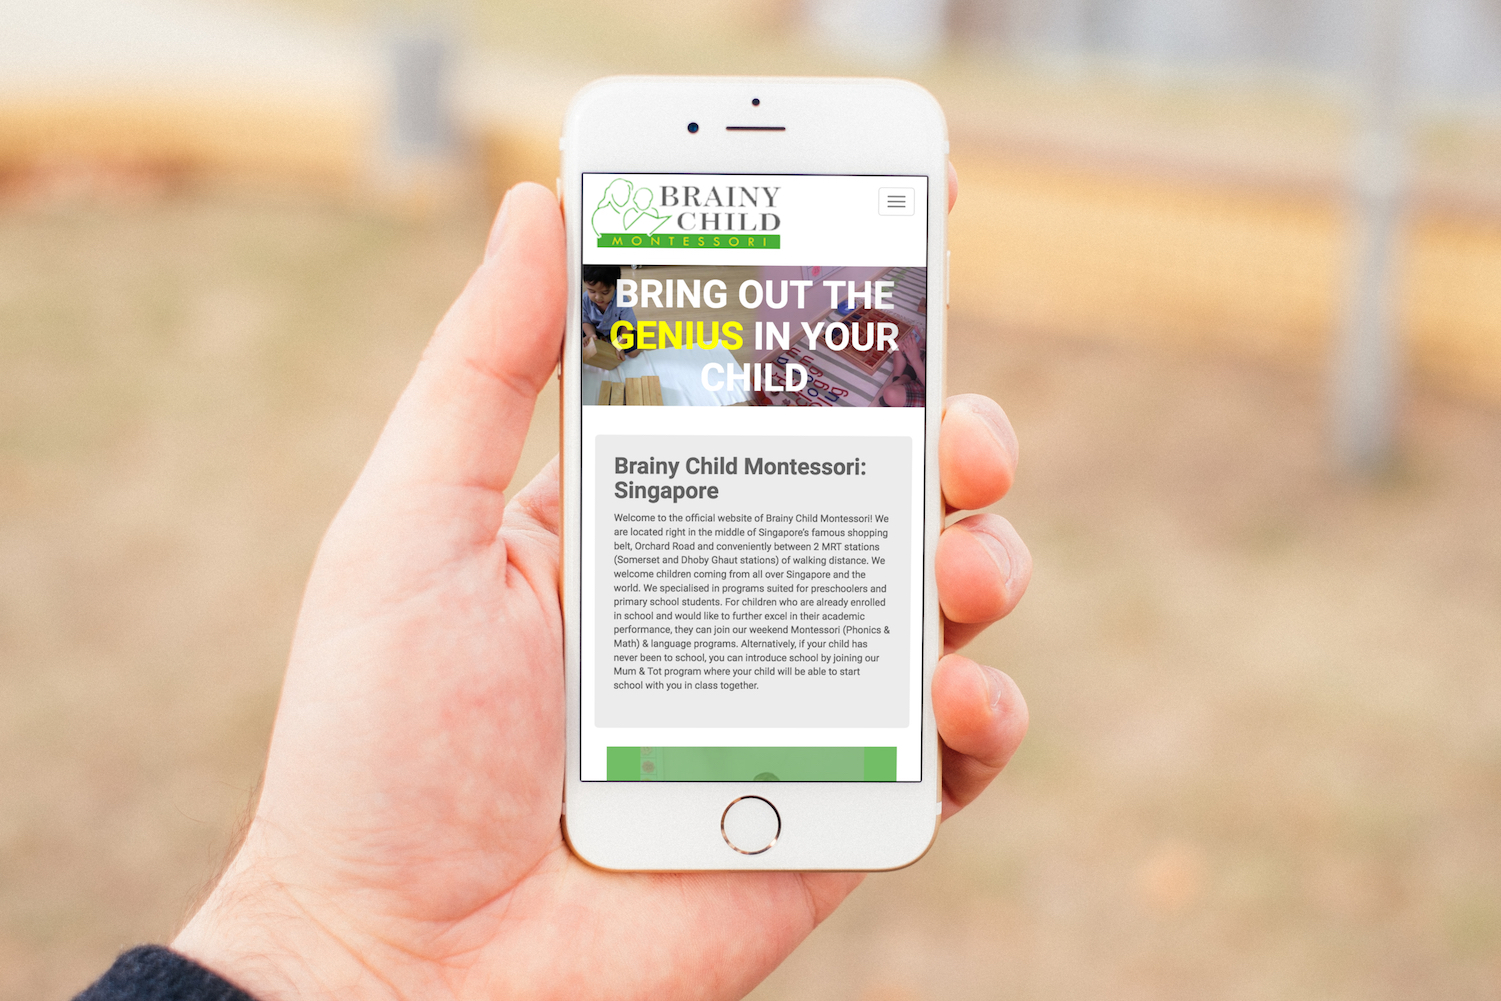 BRAINY
CHILD
MONTESSORI
BRING OUT THE
GENIUS IN YOUR
CHILD
Brainy Child Montessori:
Singapore
Welcome to the official website of Brainy Child Montessori! We
are located right in the middle of Singapore's famous shopping
belt, Orchard Road and conveniently between 2 MRT stations
(Somerset and Dhoby Ghaut stations) of walking distance. We
welcome children coming from all over Singapore and the
world. We specialised in programs suited for preschoolers and
primary school students. For children who are already enrolled
in school and would like to further excel in their academic
performance, they can join our weekend Montessori (Phonics &
Math) & language programs. Alternatively, if your child has
never been to school, you can introduce school by joining our
Mum & Tot program where your child will be able to start
school with you in class together.